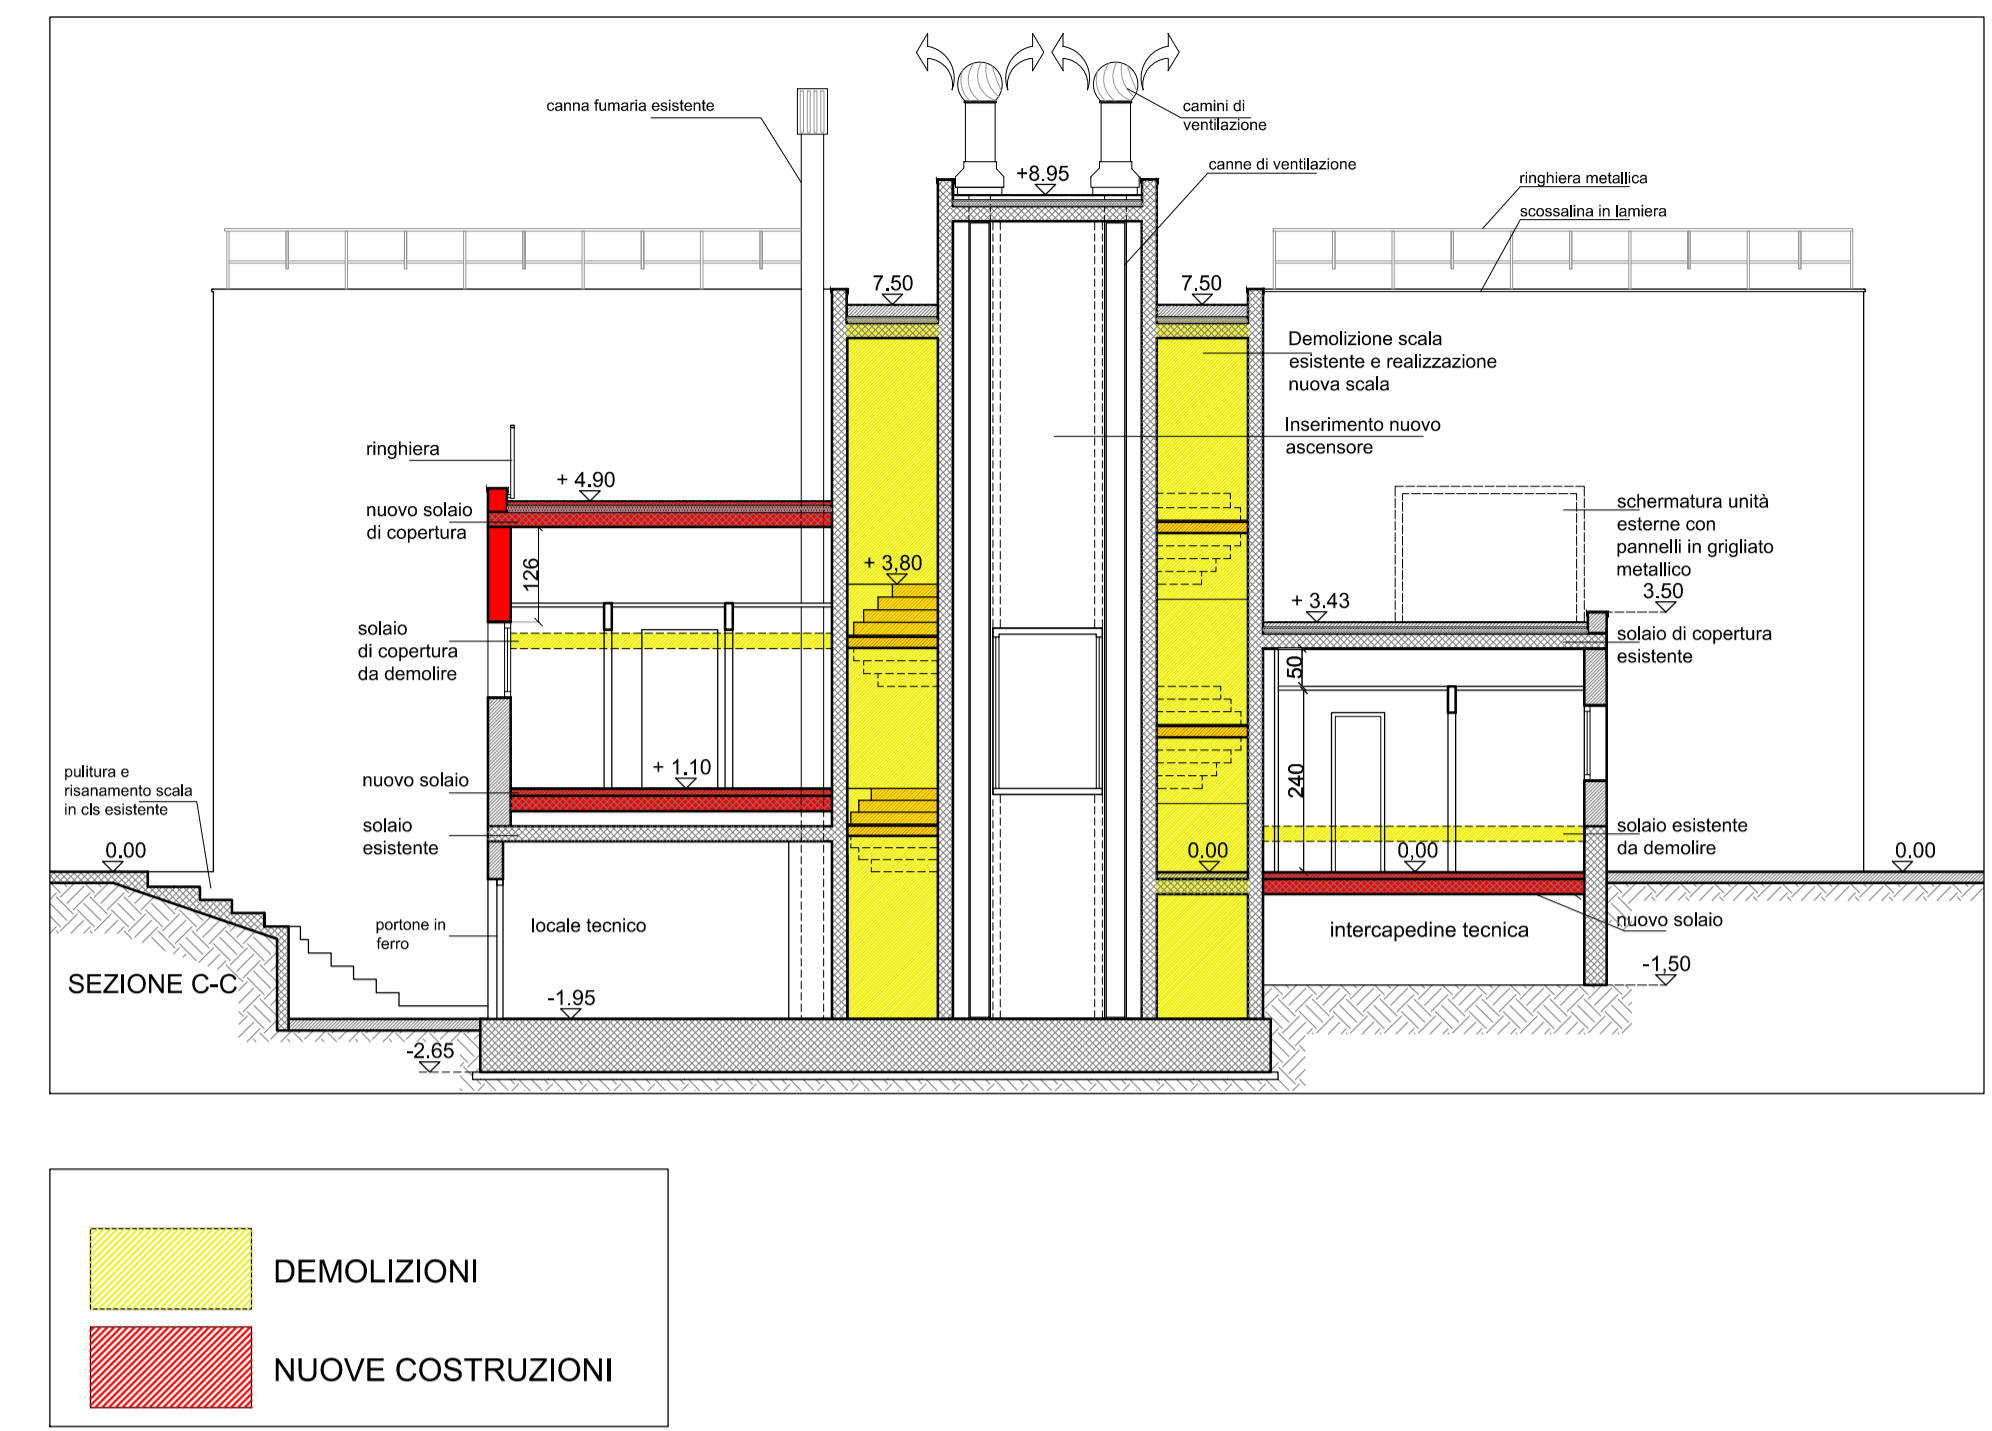 canna fumaria esistente
camini di
ventilazione
canne di ventilazione
+8.95
ringhiera metallica
scossalina in lamiera
7.50
7.50
Demolizione scala
esistente e realizzazione
nuova scala
Inserimento nuovo
ascensore
ringhiera
+ 4.90
nuovo solaio
di copertura
126
+ 3,80
schermatura unità
esterne con
pannelli in grigliato
metallico
3.50
+ 3.43
solaio
di copertura
da demolire
solaio di copertura
esistente
50
240
pulitura e
risanamento scala
in cls esistente
nuovo solaio
+ 1.10
solaio
esistente
solaio esistente
da demolire
0.00
0.00
0,00
0.00
portone in
ferro
locale tecnico
intercapedine tecnica
nuovo solaio
SEZIONE C-C
-1.95
-1,50
-2.65
DEMOLIZIONI
NUOVE COSTRUZIONI